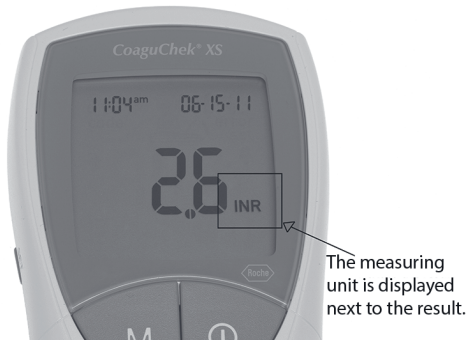 CoaguChek® XS
11:04am 06-15-11
2.6 INR
Roche
M
The measuring
unit is displayed
next to the result.